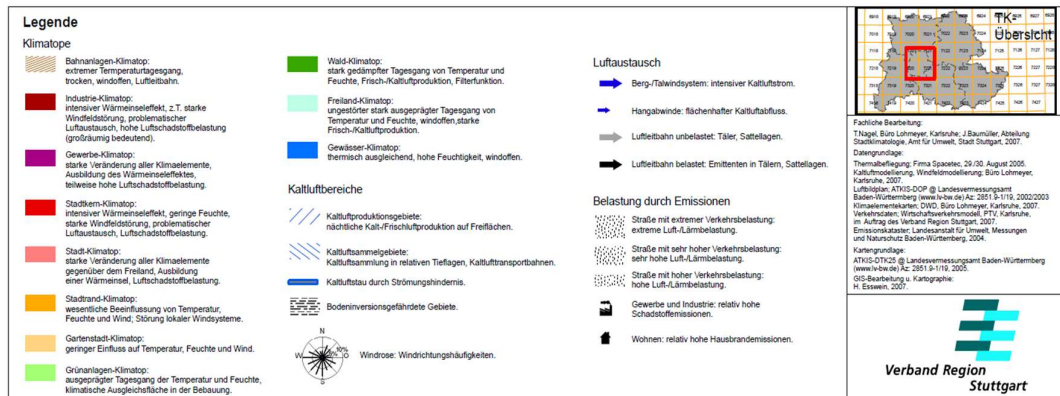 Legende
Klimatope
Bahnanlagen-Klimatop:
extremer Temperaturtagesgang,
trocken, windoffen, Luftleitbahn.
Industrie-Klimatop:
intensiver Wärmeinseleffekt, z.T. starke
Windfeldstörung, problematischer
Luftaustausch, hohe Luftschadstoffbelastung
(großräumig bedeutend).
Gewerbe-Klimatop:
starke Veränderung aller Klimaelemente,
Ausbildung des Wärmeinseleffektes,
teilweise hohe Luftschadstoffbelastung.
Stadtkern-Klimatop:
intensiver Wärmeinseleffekt, geringe Feuchte,
starke Windfeldstörung, problematischer
Luftaustausch, Luftschadstoffbelastung.
Stadt-Klimatop:
starke Veränderung aller Klimaelemente
gegenüber dem Freiland, Ausbildung
einer Wärmeinsel, Luftschadstoffbelastung.
Stadtrand-Klimatop:
wesentliche Beeinflussung von Temperatur,
Feuchte und Wind; Störung lokaler Windsysteme.
Gartenstadt-Klimatop:
geringer Einfluss auf Temperatur, Feuchte und Wind.
Grünanlagen-Klimatop:
ausgeprägter Tagesgang der Temperatur und Feuchte,
klimatische Ausgleichsfläche in der Bebauung.
Wald-Klimatop:
stark gedämpfter Tagesgang von Temperatur und
Feuchte, Frisch-/Kaltluftproduktion, Filterfunktion.
Freiland-Klimatop:
ungestörter stark ausgeprägter Tagesgang von
Temperatur und Feuchte, windoffen,starke
Frisch-/Kaltluftproduktion.
Gewässer-Klimatop:
thermisch ausgleichend, hohe Feuchtigkeit, windoffen.
Kaltluftbereiche
Kaltluftproduktionsgebiete:
nächtliche Kalt-/Frischluftproduktion auf Freiflächen.
Kaltluftsammelgebiete:
Kaltluftsammlung in relativen Tieflagen, Kaltlufttransportbahnen.
Kaltluftstau durch Strömungshindernis.
Bodeninversionsgefährdete Gebiete.
N
W O
S
10%
Windrose: Windrichtungshäufigkeiten.
Luftaustausch
Berg-/Talwindsystem: intensiver Kaltluftstrom.
Hangabwinde: flächenhafter Kaltluftabfluss.
Luftleitbahn unbelastet: Täler, Sattellagen.
Luftleitbahn belastet: Emittenten in Tälern, Sattellagen.
Belastung durch Emissionen
Straße mit extremer Verkehrsbelastung:
extreme Luft-/Lärmbelastung.
Straße mit sehr hoher Verkehrsbelastung:
sehr hohe Luft-/Lärmbelastung.
Straße mit hoher Verkehrsbelastung:
hohe Luft-/Lärmbelastung.
Gewerbe und Industrie: relativ hohe
Schadstoffemissionen.
Wohnen: relativ hohe Hausbrandemissionen.
TK-
Übersicht
Fachliche Bearbeitung:
T.Nagel, Büro Lohmeyer, Karlsruhe; J.Baumüller, Abteilung
Stadtklimatologie, Amt für Umwelt, Stadt Stuttgart, 2007.
Datengrundlage:
Thermalbefliegung: Firma Spacetec, 29./30. August 2005.
Kaltluftmodellierung, Windfeldmodellierung; Büro Lohmeyer,
Karlsruhe, 2007.
Luftbildplan: ATKIS-DOP @ Landesvermessungsamt
Baden-Württemberg (www.lv-bw.de) Az: 2851.9-1/19, 2002/2003
Klimaelementekarten; DWD, Büro Lohmeyer, Karlsruhe, 2007.
Verkehrsdaten; Wirtschaftsverkehrsmodell, PTV, Karlsruhe,
im Auftrag des Verband Region Stuttgart, 2007.
Emissionskataster; Landesanstalt für Umwelt, Messungen
und Naturschutz Baden-Württemberg, 2004.
Kartengrundlage:
ATKIS-DTK25 @ Landesvermessungsamt Baden-Württemberg
(www.lv-bw.de) Az: 2851.9-1/19, 2005.
GIS-Bearbeitung u. Kartographie:
H. Esswein, 2007.
Verband Region
Stuttgart